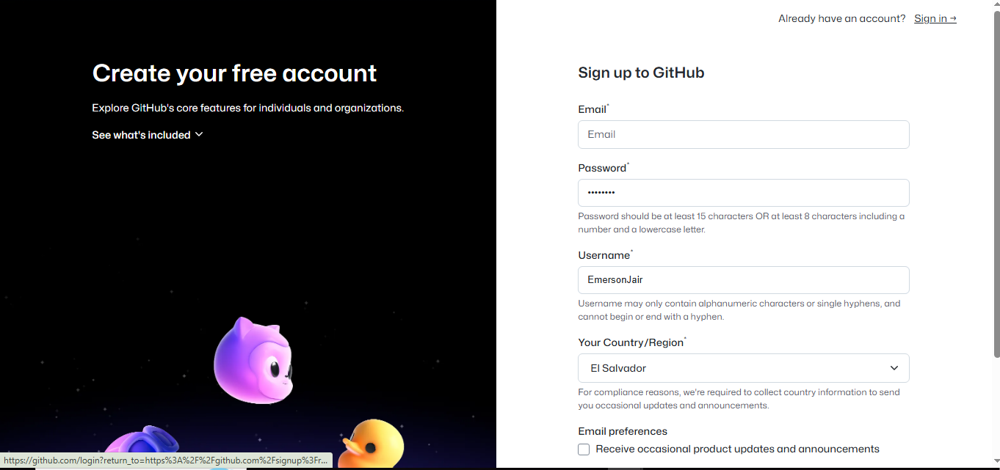 Already have an account? Sign in →
Create your free account
Explore GitHub's core features for individuals and organizations.
See what's included
Sign up to GitHub
Email*
Email
Password*
••••••••
Password should be at least 15 characters OR at least 8 characters including a
number and a lowercase letter.
Username*
EmersonJair
Username may only contain alphanumeric characters or single hyphens, and
cannot begin or end with a hyphen.
Your Country/Region*
El Salvador
For compliance reasons, we're required to collect country information to send
you occasional updates and announcements.
Email preferences
Receive occasional product updates and announcements
https://github.com/login?return_to=https%3A%2F%2Fgithub.com%2Fsignup%3Fr...